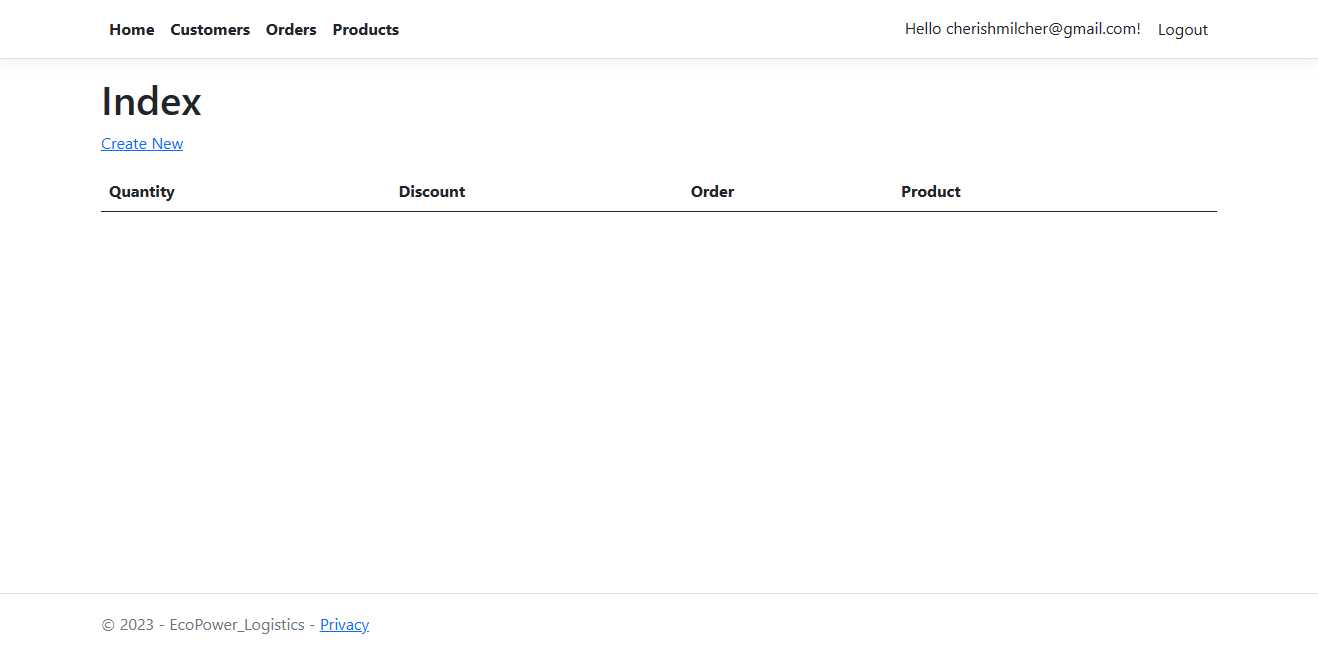 Home Customers Orders Products Hello cherishmilcher@gmail.com! Logout
Index
Create New
Quantity Discount Order Product
© 2023 - EcoPower_Logistics - Privacy